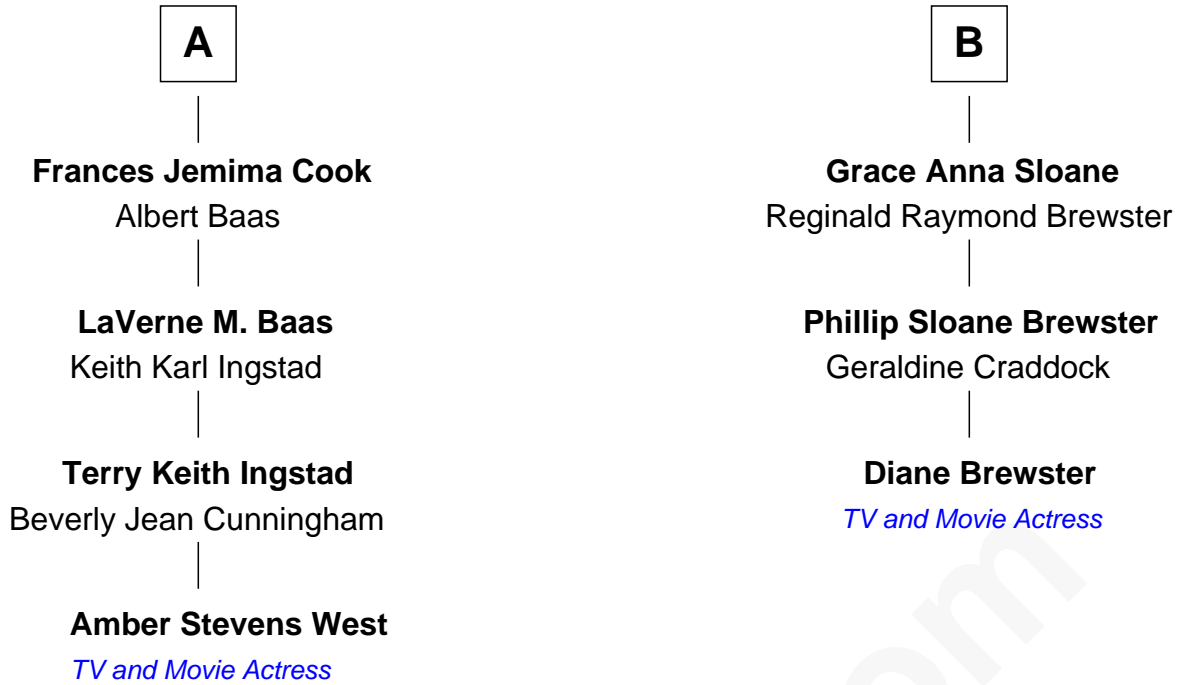 A
Frances Jemima Cook
Albert Baas
LaVerne M. Baas
Keith Karl Ingstad
Terry Keith Ingstad
Beverly Jean Cunningham
Amber Stevens West
TV and Movie Actress
B
Grace Anna Sloane
Reginald Raymond Brewster
Phillip Sloane Brewster
Geraldine Craddock
Diane Brewster
TV and Movie Actress
om